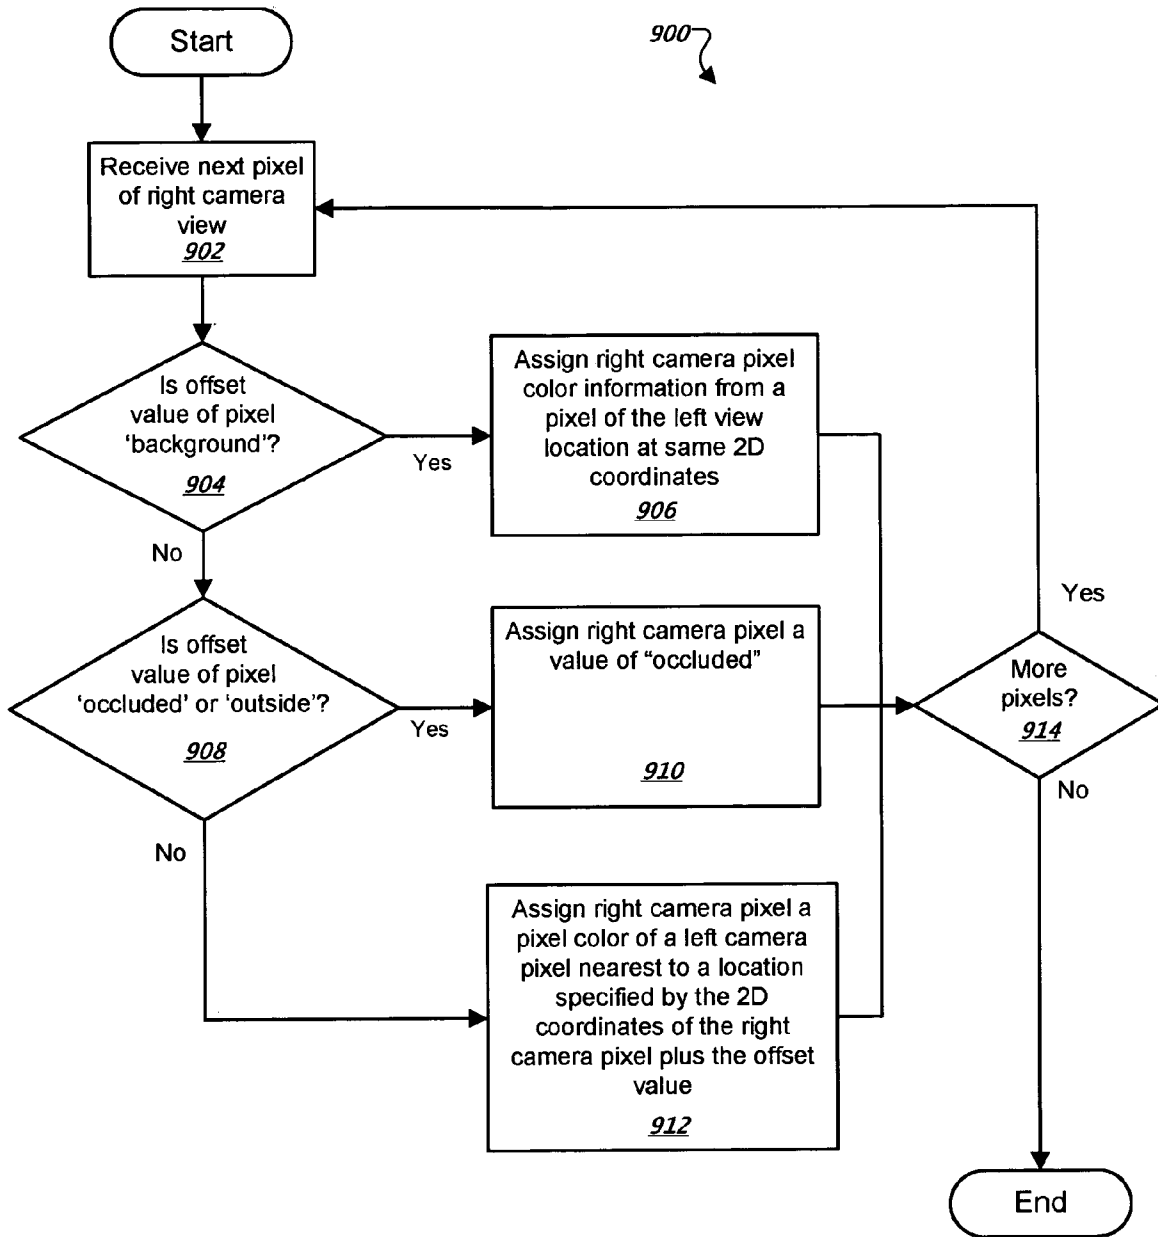 Start
900
Receive next pixel
of right camera
view
902
Is offset
value of pixel
‘background’?
904
Yes
No
Assign right camera pixel
color information from a
pixel of the left view
location at same 2D
coordinates
906
Is offset
value of pixel
‘occluded’ or ‘outside’?
908
Yes
No
Assign right camera pixel a
value of “occluded”
910
Assign right camera pixel a
pixel color of a left camera
pixel nearest to a location
specified by the 2D
coordinates of the right
camera pixel plus the offset
value
912
Yes
More
pixels?
914
No
End